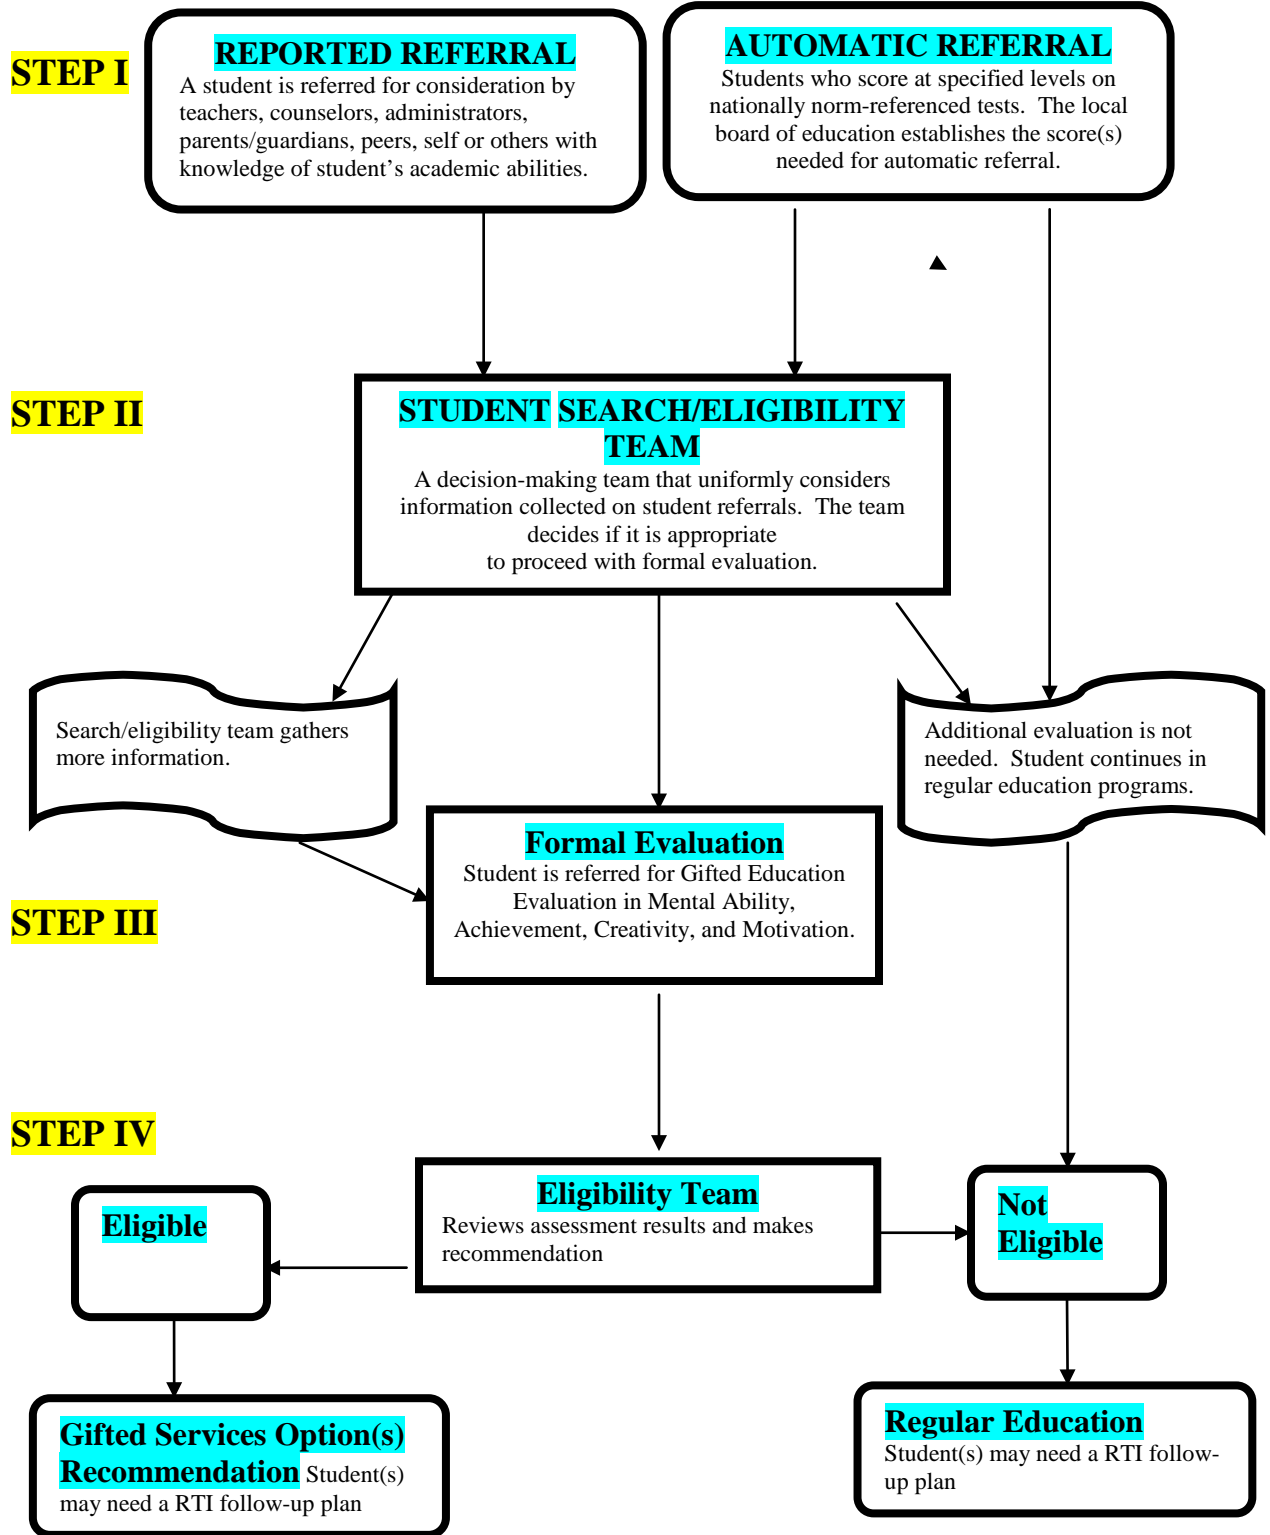 STEP I
REPORTED REFERRAL
A student is referred for consideration by
teachers, counselors, administrators,
parents/guardians, peers, self or others with
knowledge of student’s academic abilities.
AUTOMATIC REFERRAL
Students who score at specified levels on
nationally norm-referenced tests.  The local
board of education establishes the score(s)
needed for automatic referral.
STEP II
STUDENT SEARCH/ELIGIBILITY
TEAM
A decision-making team that uniformly considers
information collected on student referrals.  The team
decides if it is appropriate
to proceed with formal evaluation.
Search/eligibility team gathers
more information.
Additional evaluation is not
needed.  Student continues in
regular education programs.
STEP III
Formal Evaluation
Student is referred for Gifted Education
Evaluation in Mental Ability,
Achievement, Creativity, and Motivation.
STEP IV
Eligible
Eligibility Team
Reviews assessment results and makes
recommendation
Not
Eligible
Gifted Services Option(s)
Recommendation Student(s)
may need a RTI follow-up plan
Regular Education
Student(s) may need a RTI follow-
up plan